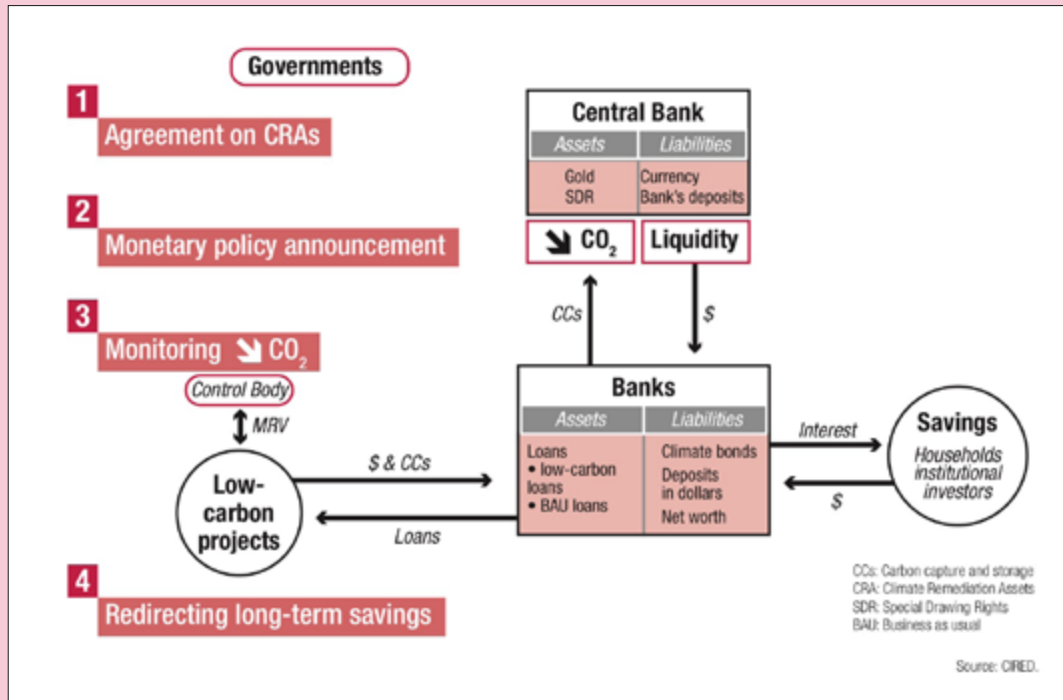 Governments
1
Agreement on CRAs
2
Monetary policy announcement
3
Monitoring ➘ CO₂
Control Body
MRV
Low-
carbon
projects
$ & CCs
Loans
4
Redirecting long-term savings
Central Bank
Assets
Liabilities
Gold
SDR
Currency
Bank's deposits
➘ CO₂
Liquidity
CCs
$
Banks
Assets
Liabilities
Loans
• low-carbon
loans
• BAU loans
Climate bonds
Deposits
in dollars
Net worth
Interest
$
Savings
Households
institutional
investors
CCs: Carbon capture and storage
CRA: Climate Remediation Assets
SDR: Special Drawing Rights
BAU: Business as usual
Source: CIRED.